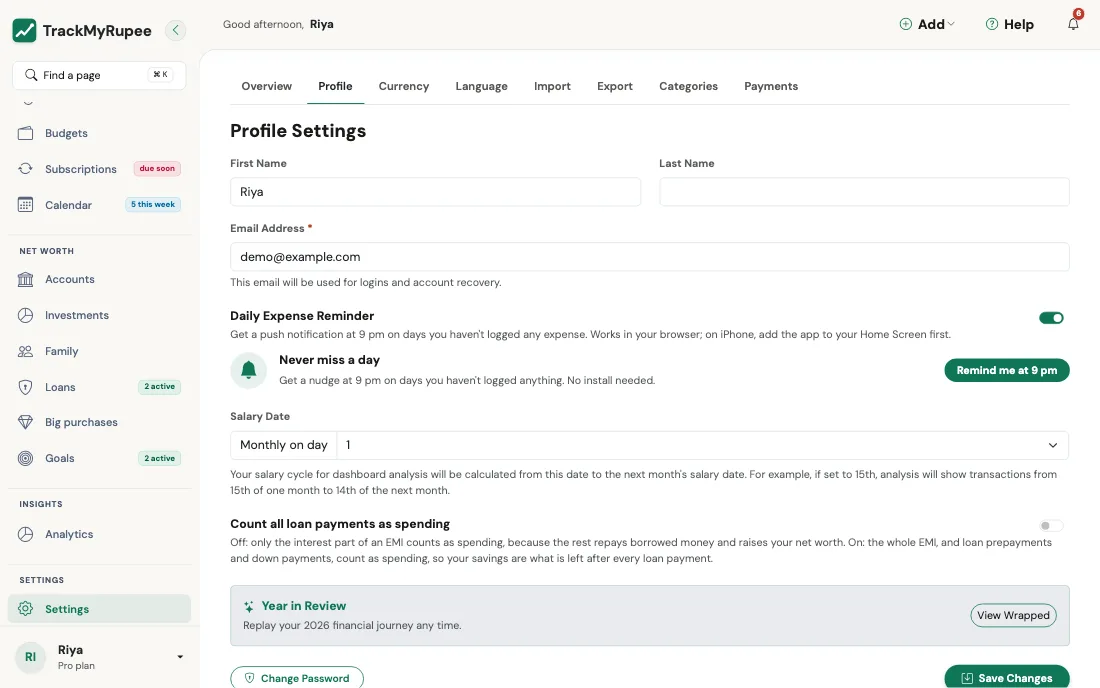 TrackMyRupee
Good afternoon, Riya
Add
Help
6
Find a page
⌘ K
Budgets
Subscriptions
due soon
Calendar
5 this week
NET WORTH
Accounts
Investments
Family
Loans
2 active
Big purchases
Goals
2 active
INSIGHTS
Analytics
SETTINGS
Settings
RI
Riya
Pro plan
Overview
Profile
Currency
Language
Import
Export
Categories
Payments
Profile Settings
First Name
Last Name
Riya
Email Address *
demo@example.com
This email will be used for logins and account recovery.
Daily Expense Reminder
Get a push notification at 9 pm on days you haven't logged any expense. Works in your browser; on iPhone, add the app to your Home Screen first.
Never miss a day
Get a nudge at 9 pm on days you haven't logged anything. No install needed.
Remind me at 9 pm
Salary Date
Monthly on day
1
Your salary cycle for dashboard analysis will be calculated from this date to the next month's salary date. For example, if set to 15th, analysis will show transactions from
15th of one month to 14th of the next month.
Count all loan payments as spending
Off: only the interest part of an EMI counts as spending, because the rest repays borrowed money and raises your net worth. On: the whole EMI, and loan prepayments
and down payments, count as spending, so your savings are what is left after every loan payment.
Year in Review
Replay your 2026 financial journey any time.
View Wrapped
Change Password
Save Changes